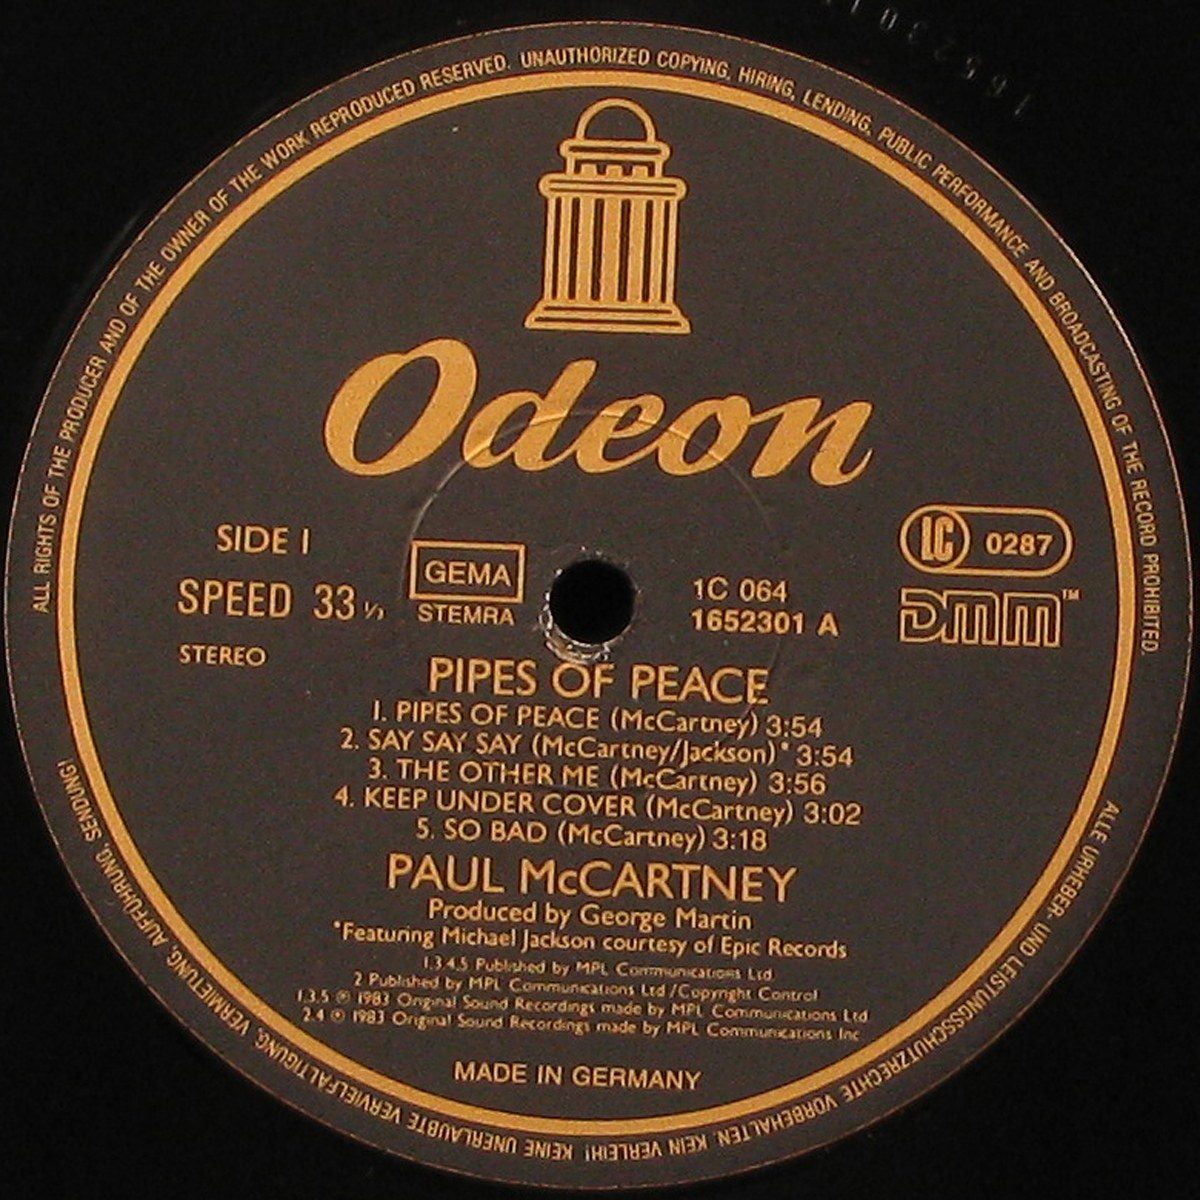 ALL RIGHTS OF THE PRODUCER AND OF THE OWNER OF THE WORK REPRODUCED RESERVED. UNAUTHORIZED COPYING, HIRING, LENDING, PUBLIC PERFORMANCE AND BROADCASTING OF THE RECORD PROHIBITED.
Odeon
SIDE 1
SPEED 33 1/3
STEREO
GEMA
STEMRA
1C 064
1652301 A
LC 0287
DMM™
PIPES OF PEACE
1. PIPES OF PEACE (McCartney) 3:54
2. SAY SAY SAY (McCartney/Jackson)* 3:54
3. THE OTHER ME (McCartney) 3:56
4. KEEP UNDER COVER (McCartney) 3:02
5. SO BAD (McCartney) 3:18
PAUL McCARTNEY
Produced by George Martin
*Featuring Michael Jackson courtesy of Epic Records
1.3.4.5 Published by MPL Communications Ltd
2 Published by MPL Communications Ltd /Copyright Control
1.3.5 ℗ 1983 Original Sound Recordings made by MPL Communications Ltd
2.4 ℗ 1983 Original Sound Recordings made by MPL Communications Inc
MADE IN GERMANY
ALLE URHEBER- UND LEISTUNGSSCHUTZRECHTE VORBEHALTEN KEIN VERLEIH! KEINE UNERLAUBTE VERVIELFÄLTIGUNG, VERMIETUNG, AUFFÜHRUNG, SENDUNG!